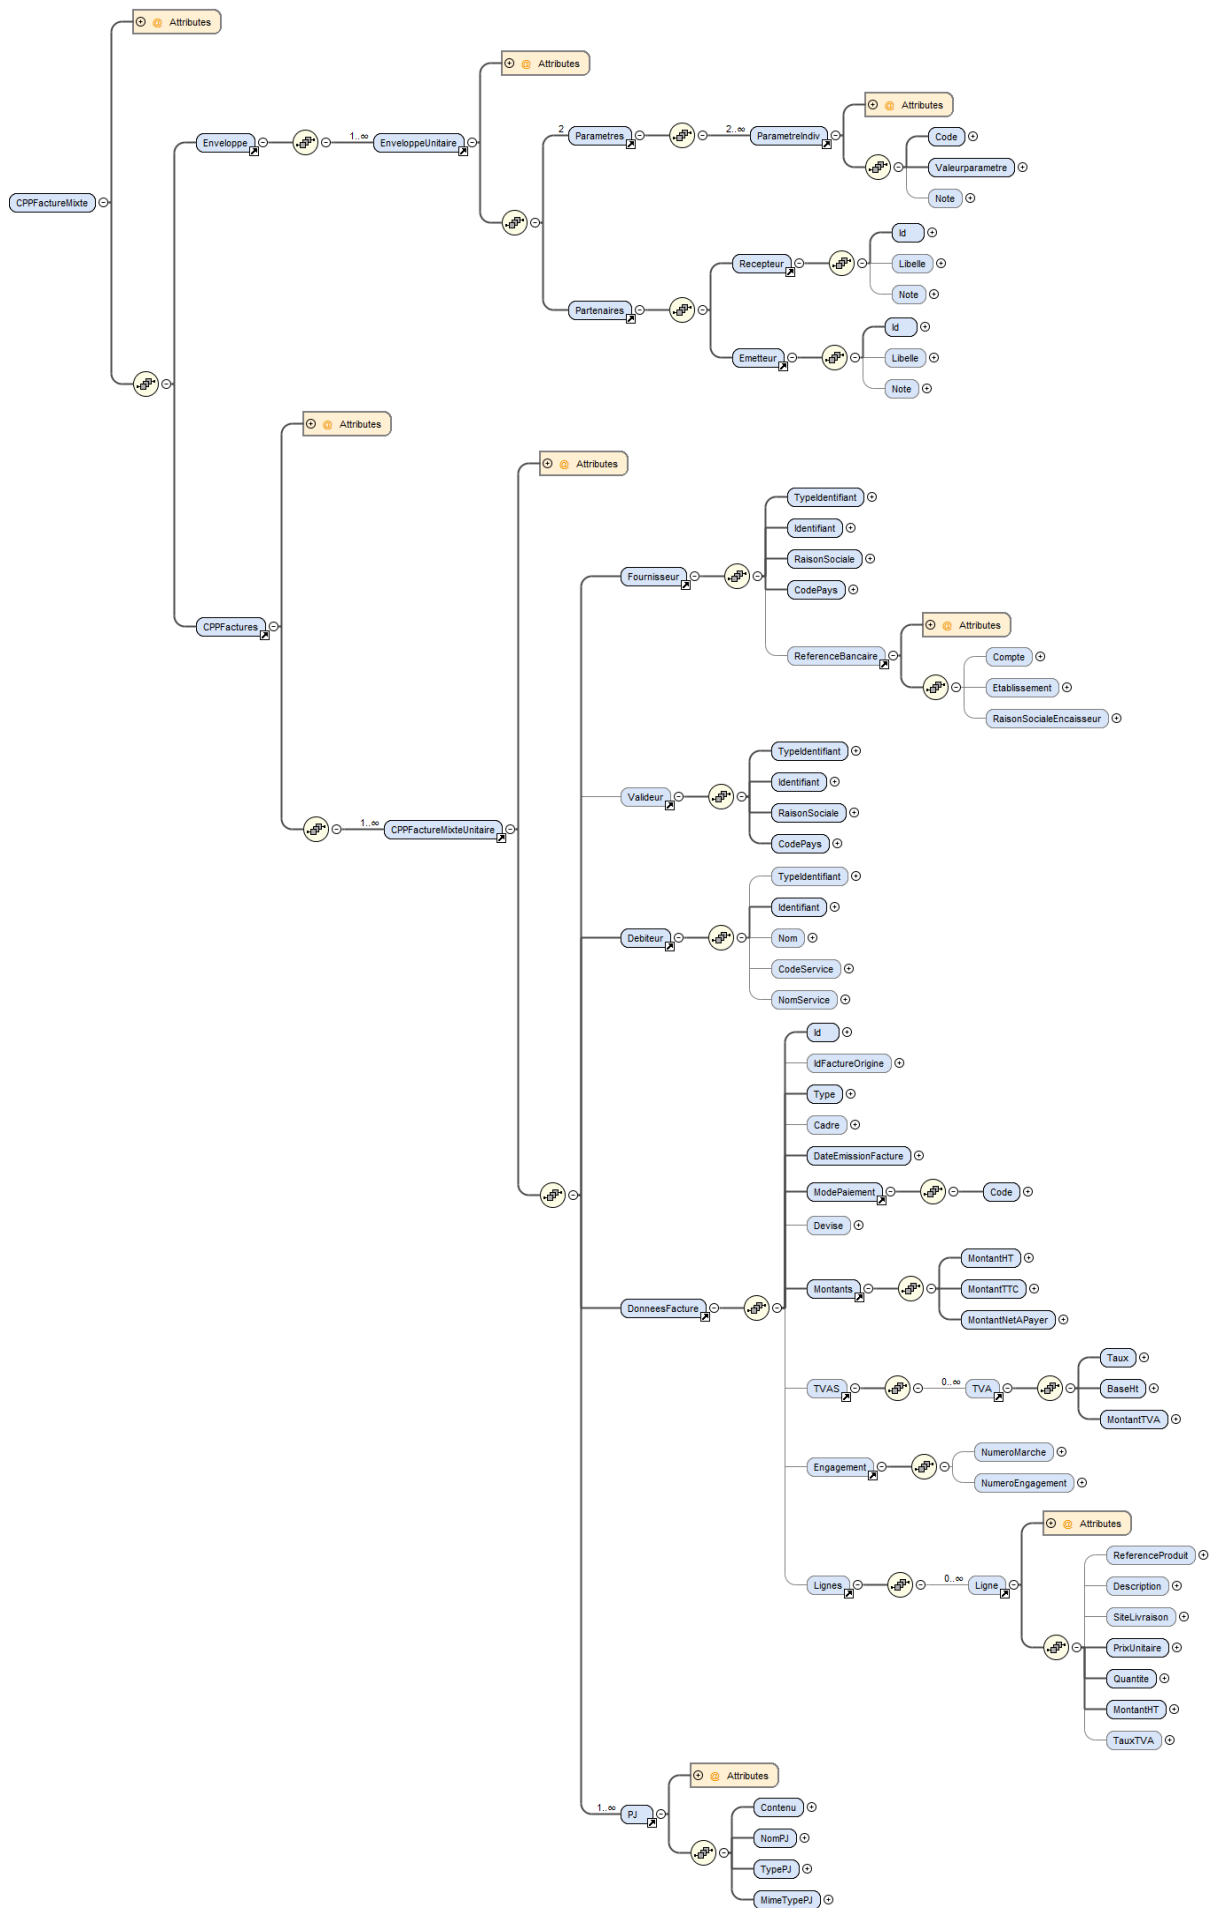 @ Attributes
@ Attributes
@ Attributes
2 Parametres
2..∞ ParametreIndiv
Code
1..∞
Enveloppe
EnveloppeUnitaire
Valeurparametre
Note
CPPFactureMixte
Id
Recepteur
Libelle
Note
Partenaires
Id
Emetteur
Libelle
Note
@ Attributes
@ Attributes
TypeIdentifiant
Identifiant
RaisonSociale
Fournisseur
CodePays
@ Attributes
CPPFactures
ReferenceBancaire
Compte
Etablissement
RaisonSocialeEncaisseur
TypeIdentifiant
Identifiant
Valideur
RaisonSociale
1..∞ CPPFactureMixteUnitaire
CodePays
TypeIdentifiant
Identifiant
Debiteur
Nom
CodeService
NomService
Id
IdFactureOrigine
Type
Cadre
DateEmissionFacture
ModePaiement
Code
Devise
MontantHT
Montants
MontantTTC
DonneesFacture
MontantNetAPayer
Taux
TVAS
0..∞ TVA
BaseHt
MontantTVA
NumeroMarche
Engagement
NumeroEngagement
@ Attributes
ReferenceProduit
Lignes
0..∞ Ligne
Description
SiteLivraison
PrixUnitaire
Quantite
MontantHT
TauxTVA
@ Attributes
1..∞ PJ
Contenu
NomPJ
TypePJ
MimeTypePJ